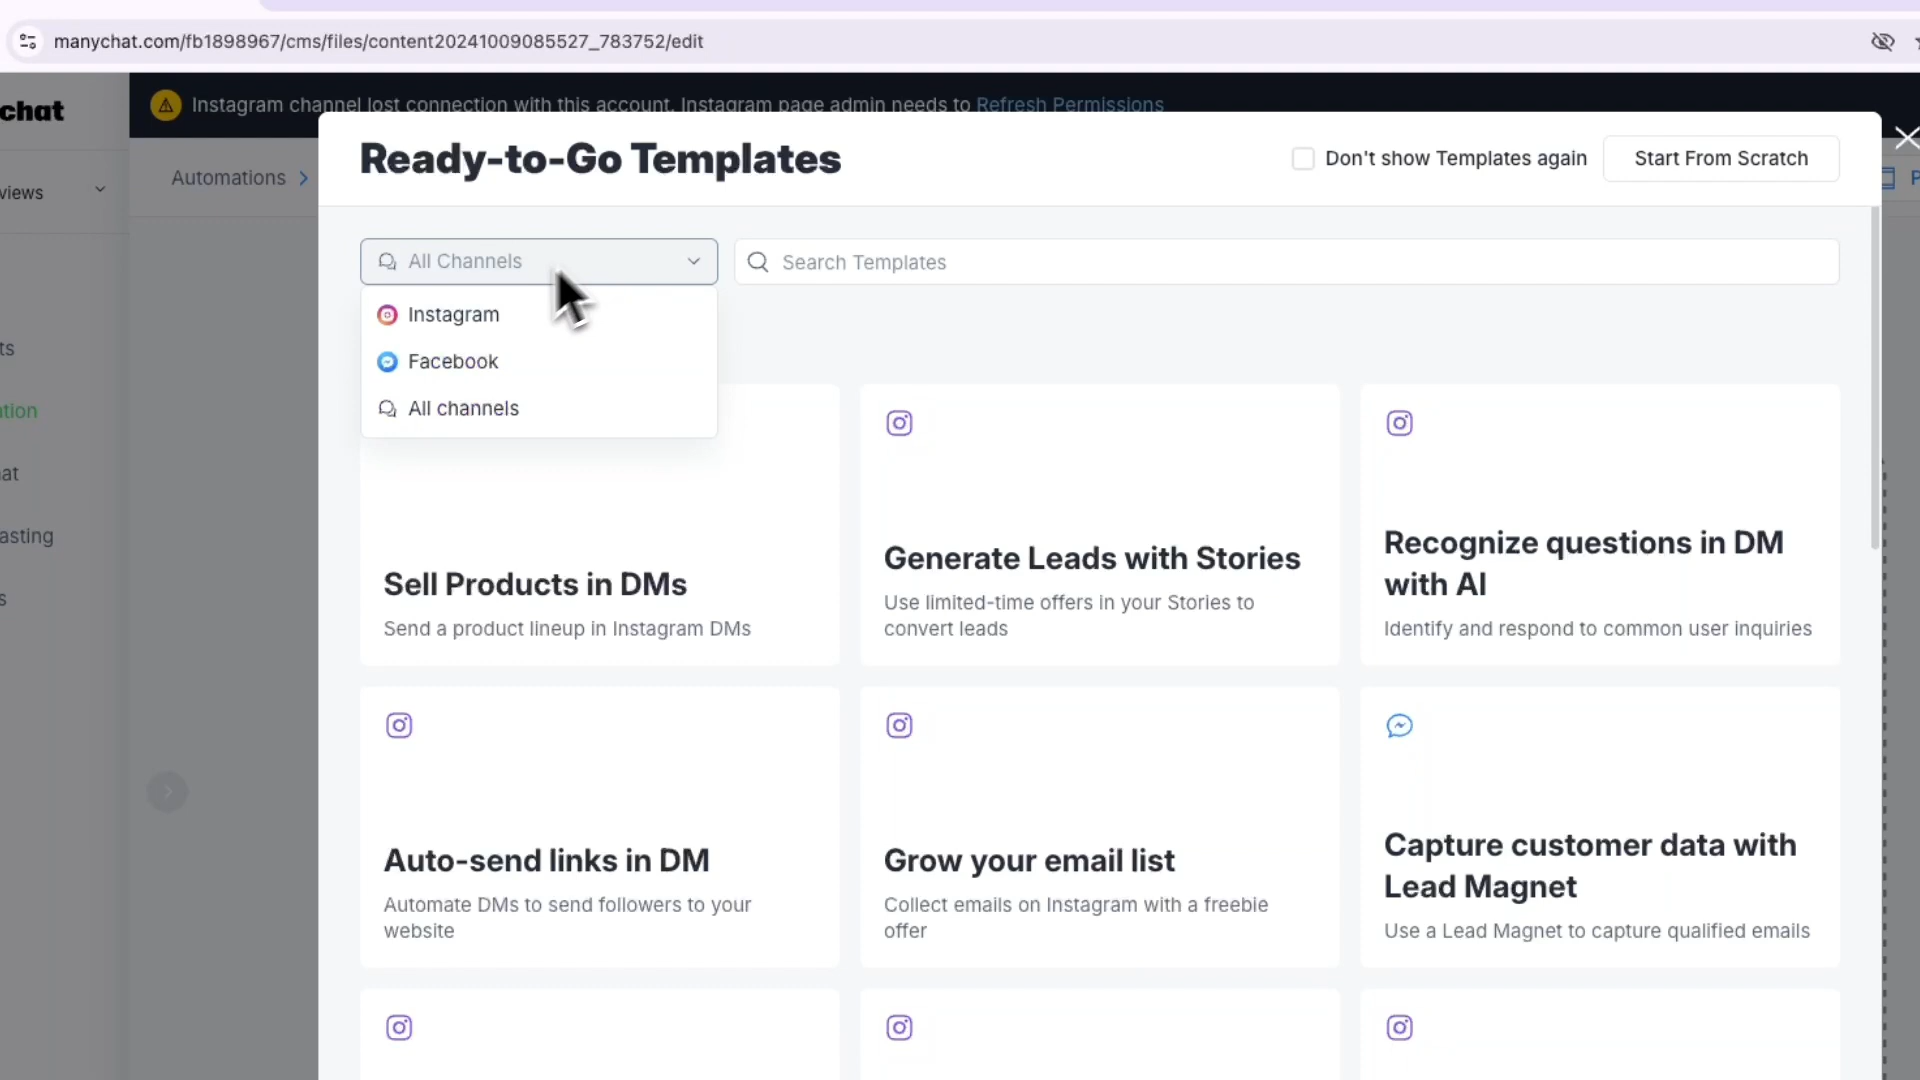 manychat.com/fb1898967/cms/files/content20241009085527_783752/edit
chat
Instagram channel lost connection with this account. Instagram page admin needs to Refresh Permissions
Ready-to-Go Templates
Don't show Templates again
Start From Scratch
views
Automations
P
All Channels
Search Templates
Instagram
Facebook
All channels
ts
tion
at
asting
s
Sell Products in DMs
Send a product lineup in Instagram DMs
Generate Leads with Stories
Use limited-time offers in your Stories to
convert leads
Recognize questions in DM
with AI
Identify and respond to common user inquiries
Auto-send links in DM
Automate DMs to send followers to your
website
Grow your email list
Collect emails on Instagram with a freebie
offer
Capture customer data with
Lead Magnet
Use a Lead Magnet to capture qualified emails